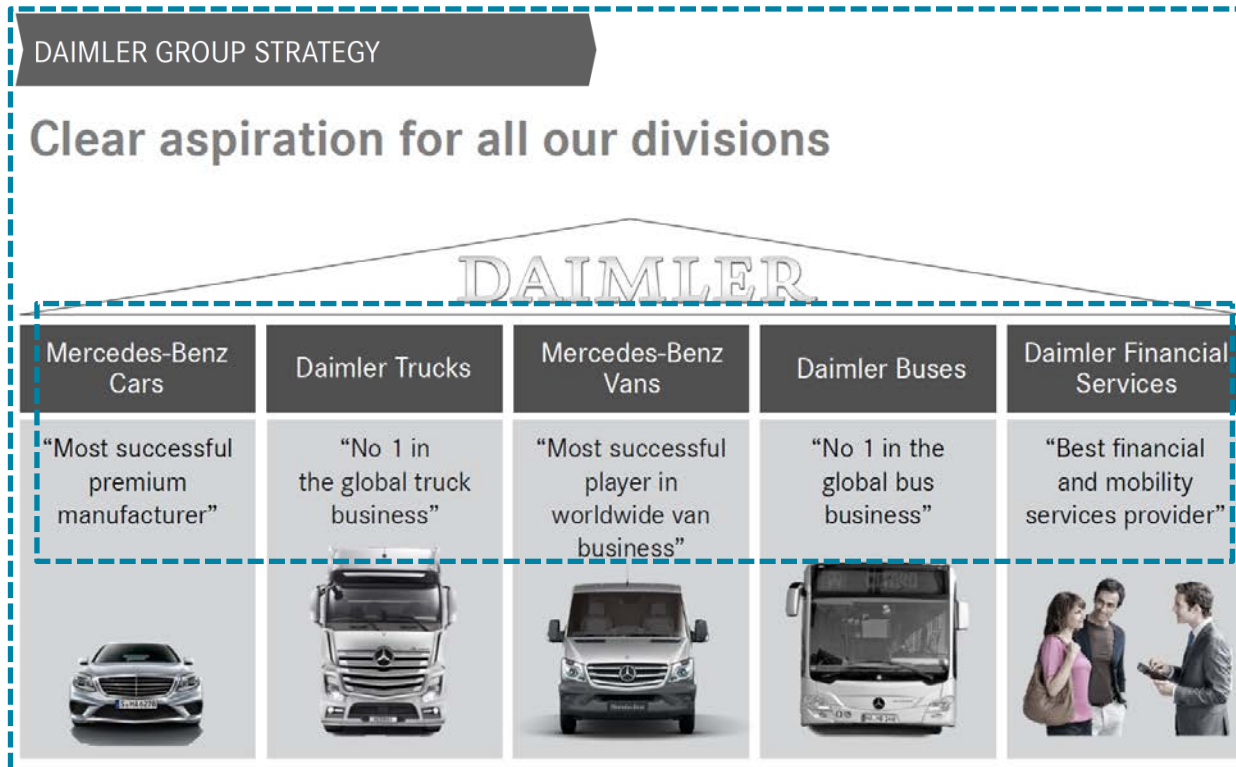 DAIMLER GROUP STRATEGY
Clear aspiration for all our divisions
DAIMLER
Mercedes-Benz
Cars
Daimler Trucks
Mercedes-Benz
Vans
Daimler Buses
Daimler Financial
Services
“Most successful
premium
manufacturer”
“No 1 in
the global truck
business”
“Most successful
player in
worldwide van
business”
“No 1 in the
global bus
business”
“Best financial
and mobility
services provider”